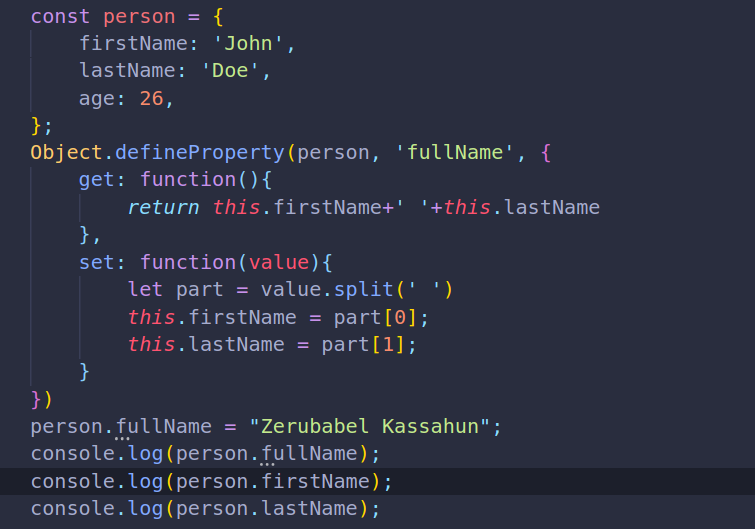 const person = {
    firstName: 'John',
    lastName: 'Doe',
    age: 26,
};
Object.defineProperty(person, 'fullName', {
    get: function(){
        return this.firstName+' '+this.lastName
    },
    set: function(value){
        let part = value.split(' ')
        this.firstName = part[0];
        this.lastName = part[1];
    }
})
person.fullName = "Zerubabel Kassahun";
console.log(person.fullName);
console.log(person.firstName);
console.log(person.lastName);